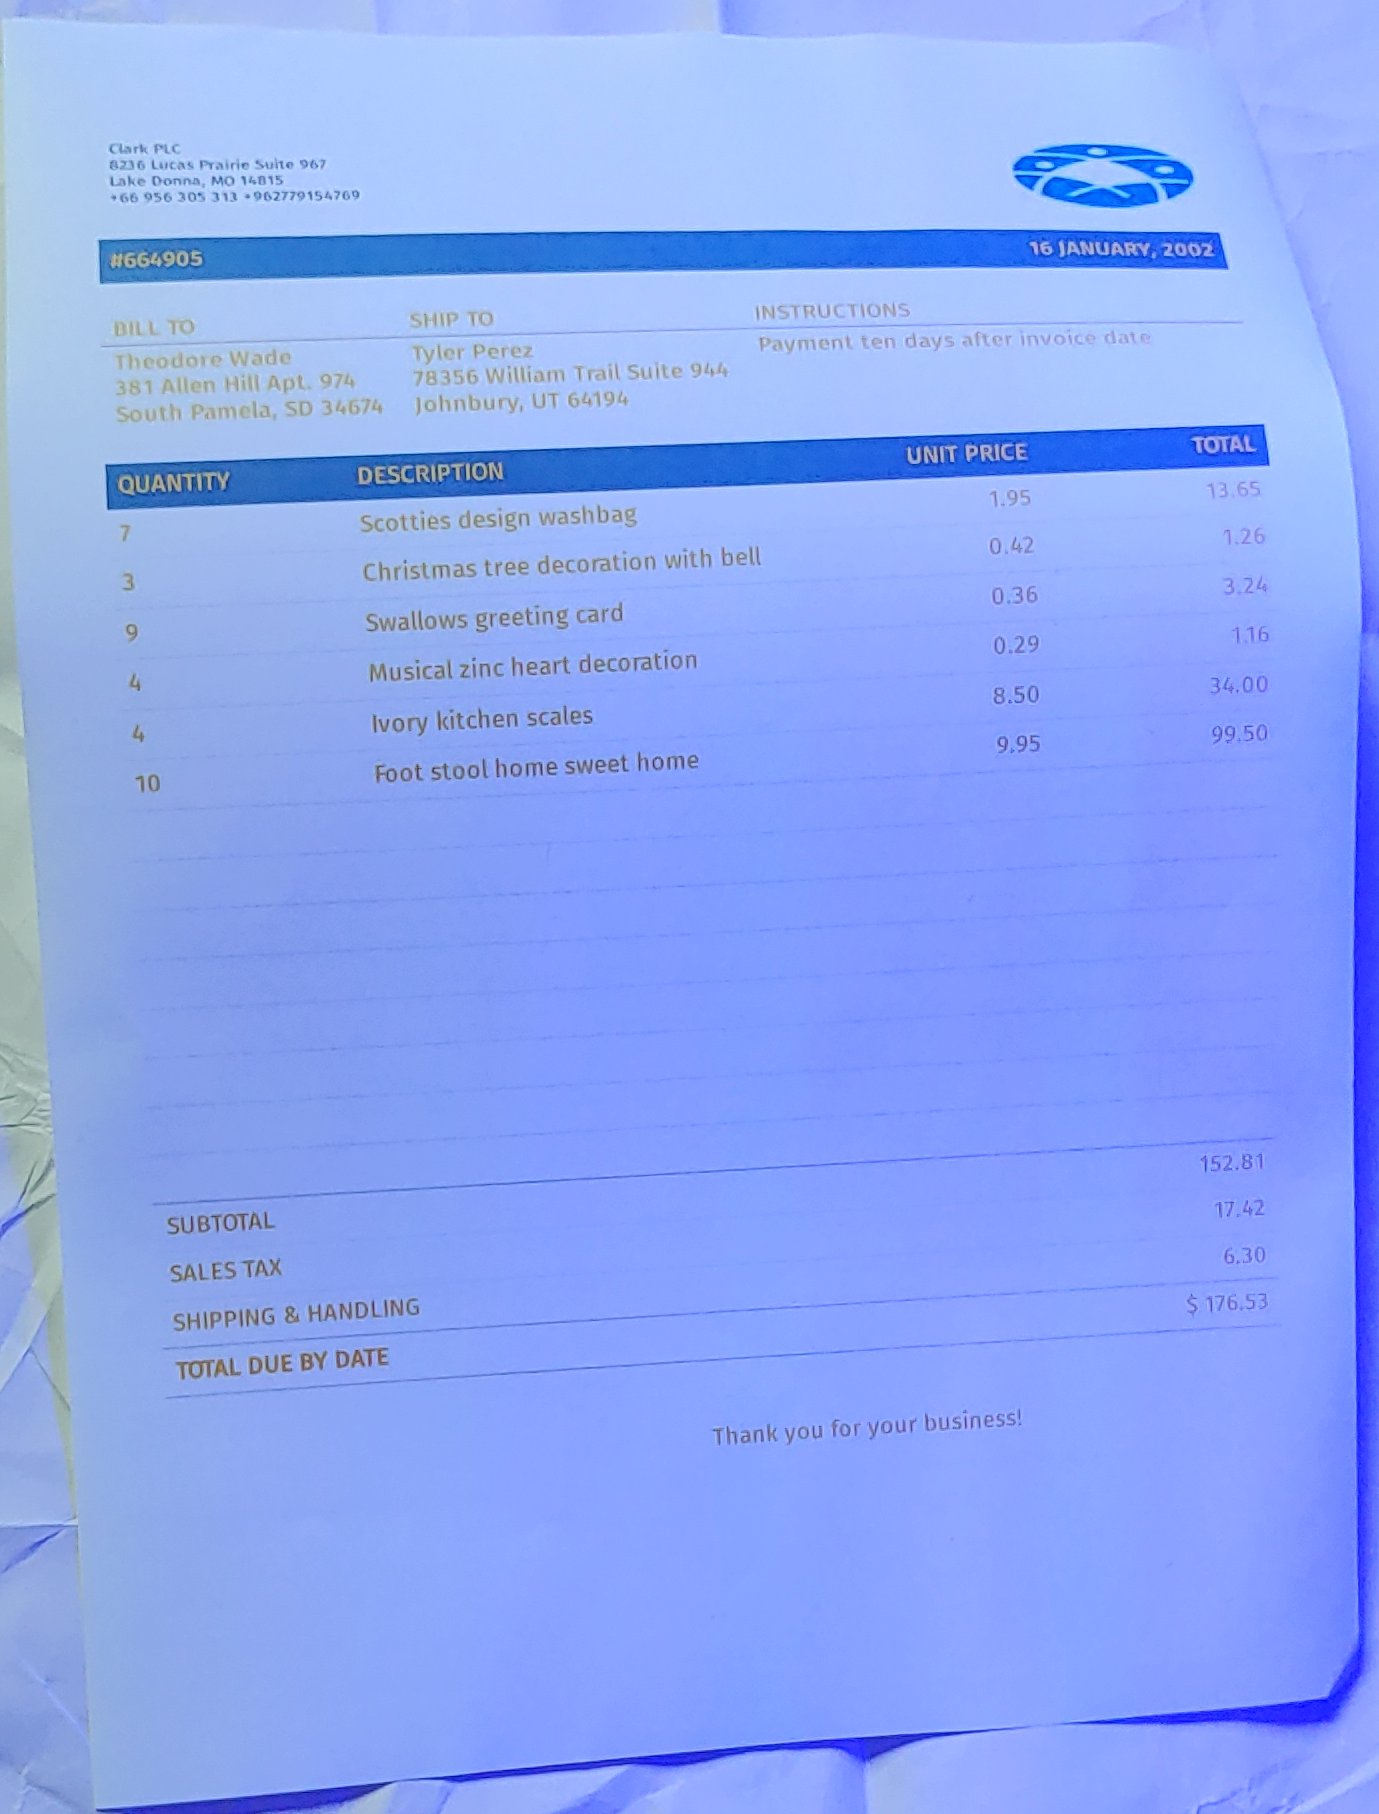 Clark PLC
8236 Lucas Prairie Suite 967
Lake Donna, MO 14815
+66 956 305 313 +962779154769
#664905 16 JANUARY, 2002
BILL TO SHIP TO INSTRUCTIONS
Theodore Wade Tyler Perez Payment ten days after invoice date
381 Allen Hill Apt. 974 78356 William Trail Suite 944
South Pamela, SD 34674 Johnbury, UT 64194
QUANTITY DESCRIPTION UNIT PRICE TOTAL
7 Scotties design washbag 1.95 13.65
3 Christmas tree decoration with bell 0.42 1.26
9 Swallows greeting card 0.36 3.24
4 Musical zinc heart decoration 0.29 1.16
4 Ivory kitchen scales 8.50 34.00
10 Foot stool home sweet home 9.95 99.50
SUBTOTAL 152.81
SALES TAX 17.42
SHIPPING & HANDLING 6.30
TOTAL DUE BY DATE $ 176.53
Thank you for your business!